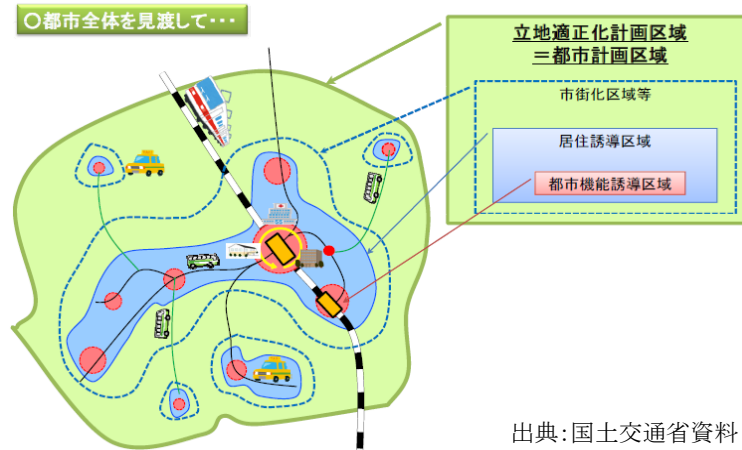 ○都市全体を見渡して・・・
立地適正化計画区域
＝都市計画区域
市街化区域等
居住誘導区域
都市機能誘導区域
出典：国土交通省資料